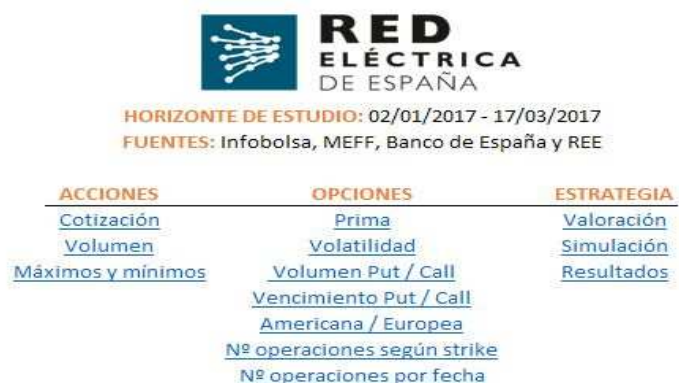 RED
ELÉCTRICA
DE ESPAÑA
HORIZONTE DE ESTUDIO: 02/01/2017 - 17/03/2017
FUENTES: Infobolsa, MEFF, Banco de España y REE
ACCIONES OPCIONES ESTRATEGIA
Cotización Prima Valoración
Volumen Volatilidad Simulación
Máximos y mínimos Volumen Put / Call Resultados
Vencimiento Put / Call
Americana / Europea
Nº operaciones según strike
Nº operaciones por fecha